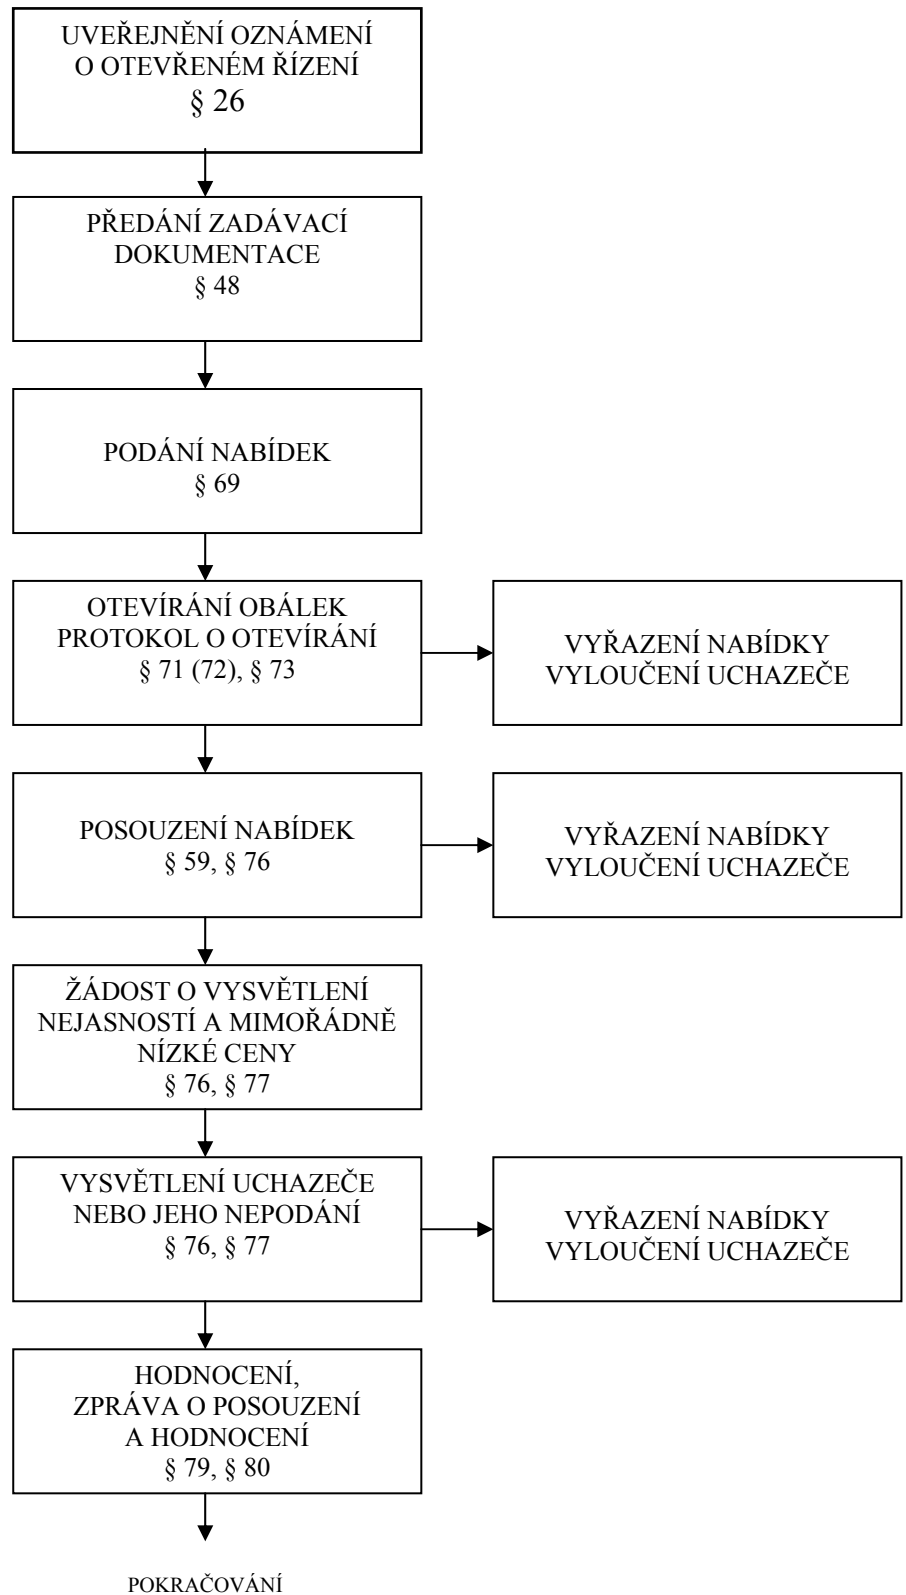 UVEŘEJNĚNÍ OZNÁMENÍ
O OTEVŘENÉM ŘÍZENÍ
§ 26
PŘEDÁNÍ ZADÁVACÍ
DOKUMENTACE
§ 48
PODÁNÍ NABÍDEK
§ 69
OTEVÍRÁNÍ OBÁLEK
PROTOKOL O OTEVÍRÁNÍ
§ 71 (72), § 73
VYŘAZENÍ NABÍDKY
VYLOUČENÍ UCHAZEČE
POSOUZENÍ NABÍDEK
§ 59, § 76
VYŘAZENÍ NABÍDKY
VYLOUČENÍ UCHAZEČE
ŽÁDOST O VYSVĚTLENÍ
NEJASNOSTÍ A MIMOŘÁDNĚ
NÍZKÉ CENY
§ 76, § 77
VYSVĚTLENÍ UCHAZEČE
NEBO JEHO NEPODÁNÍ
§ 76, § 77
VYŘAZENÍ NABÍDKY
VYLOUČENÍ UCHAZEČE
HODNOCENÍ,
ZPRÁVA O POSOUZENÍ
A HODNOCENÍ
§ 79, § 80
POKRAČOVÁNÍ